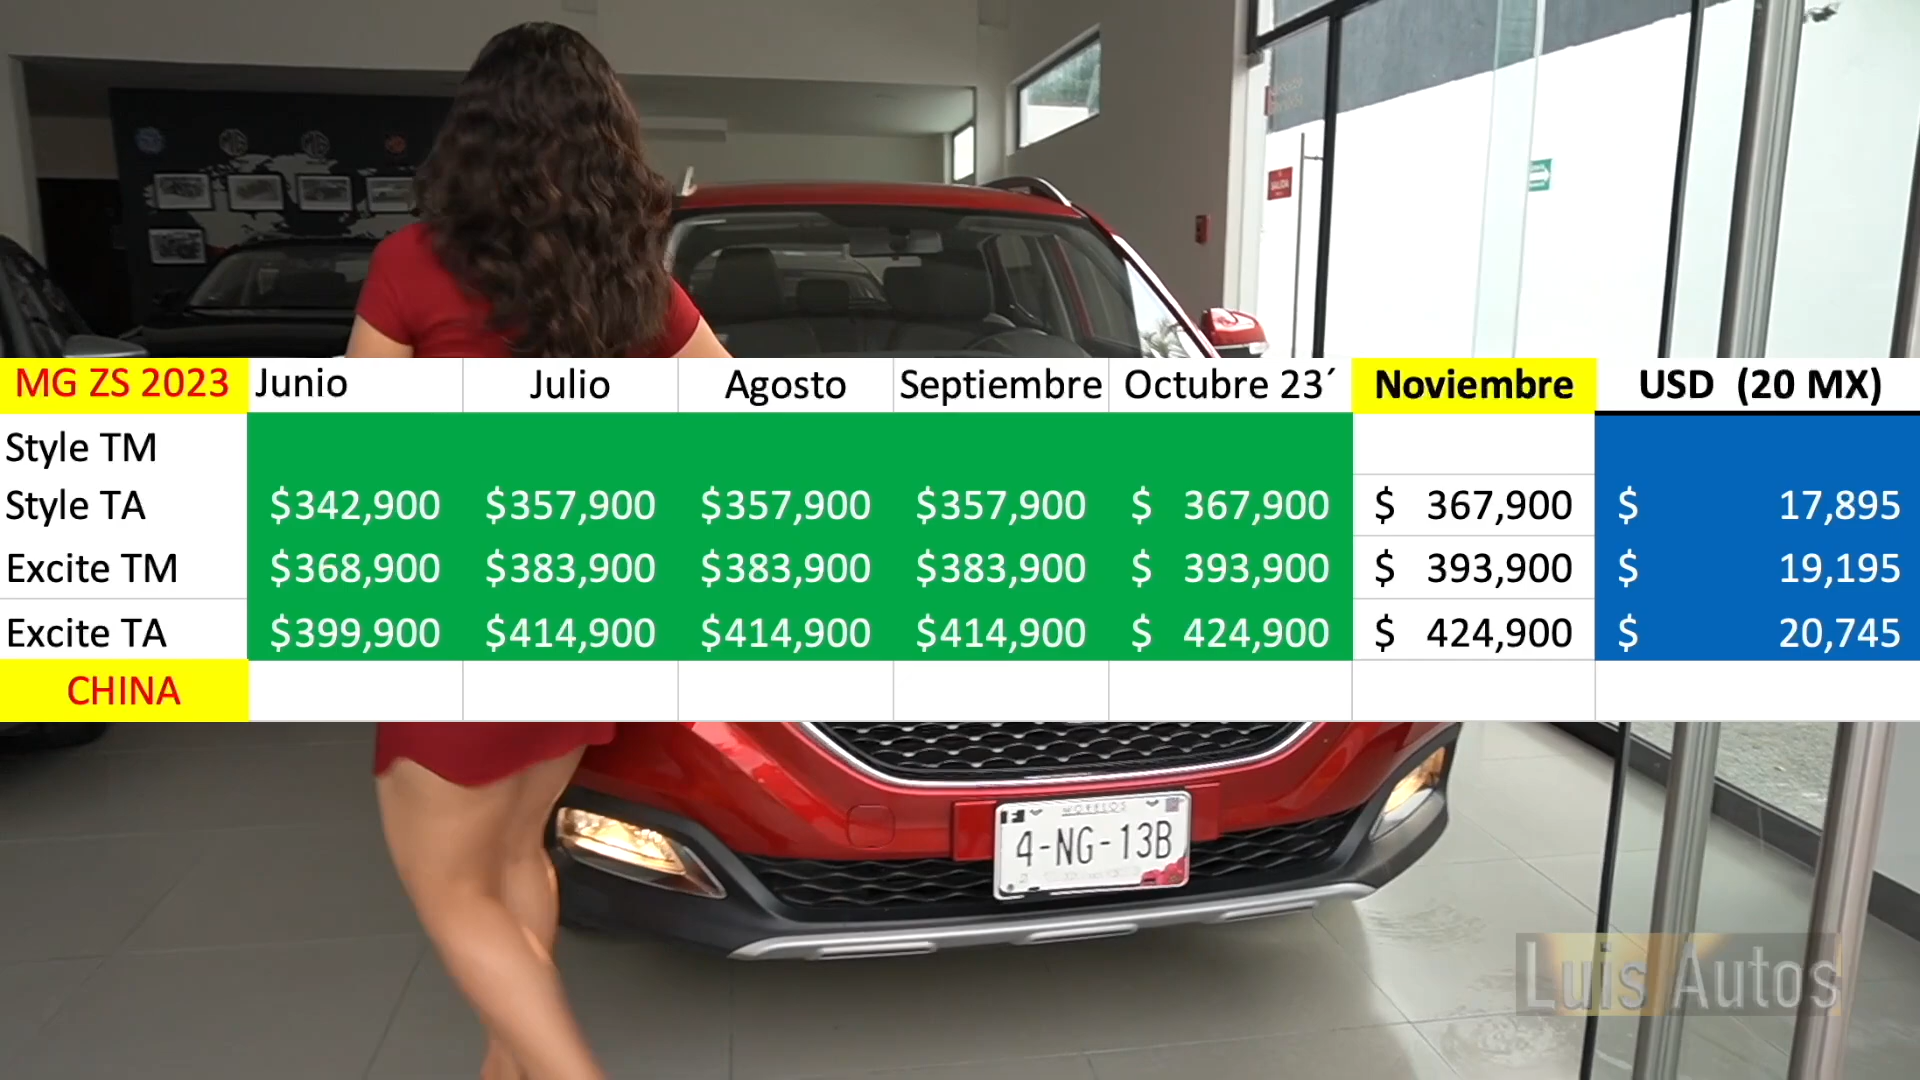 SALIDA
MG ZS 2023 Junio Julio Agosto Septiembre Octubre 23´ Noviembre USD (20 MX)
Style TM
Style TA $342,900 $357,900 $357,900 $357,900 $ 367,900 $ 367,900 $ 17,895
Excite TM $368,900 $383,900 $383,900 $383,900 $ 393,900 $ 393,900 $ 19,195
Excite TA $399,900 $414,900 $414,900 $414,900 $ 424,900 $ 424,900 $ 20,745
CHINA
MORELOS
4-NG-13B
Luis Autos